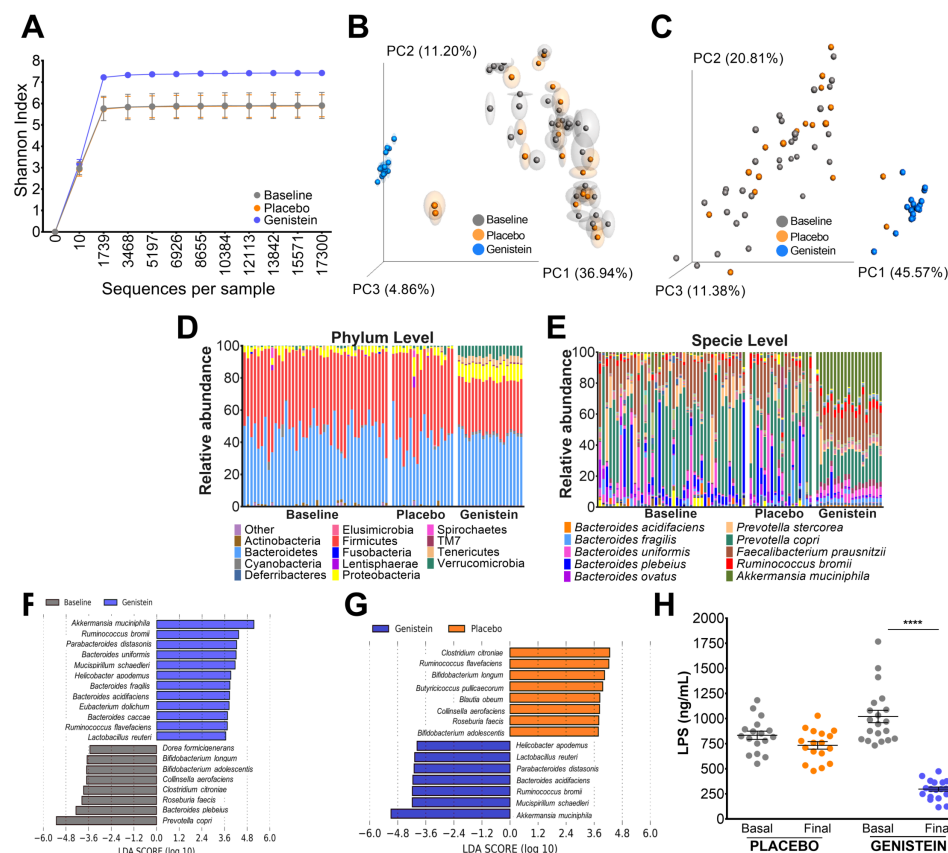 A
Shannon Index
8
7
6
5
4
3
2
1
0
Baseline
Placebo
Genistein
0
10
1739
3468
5197
6926
8655
10384
12113
13842
15571
17300
Sequences per sample
B
PC2 (11.20%)
Baseline
Placebo
Genistein
PC1 (36.94%)
PC3 (4.86%)
C
PC2 (20.81%)
Baseline
Placebo
Genistein
PC1 (45.57%)
PC3 (11.38%)
D
Phylum Level
Relative abundance
100
80
60
40
20
0
Baseline Placebo Genistein
Other Elusimicrobia Spirochaetes
Actinobacteria Firmicutes TM7
Bacteroidetes Fusobacteria Tenericutes
Cyanobacteria Lentisphaerae Verrucomicrobia
Deferribacteres Proteobacteria
E
Specie Level
Relative abundance
100
80
60
40
20
0
Baseline Placebo Genistein
Bacteroides acidifaciens Prevotella stercorea
Bacteroides fragilis Prevotella copri
Bacteroides uniformis Faecalibacterium prausnitzii
Bacteroides plebeius Ruminococcus bromii
Bacteroides ovatus Akkermansia muciniphila
F
Baseline Genistein
Akkermansia muciniphila
Ruminococcus bromii
Parabacteroides distasonis
Bacteroides uniformis
Mucispirillum schaedleri
Helicobacter apodemus
Bacteroides fragilis
Bacteroides acidifaciens
Eubacterium dolichum
Bacteroides caccae
Ruminococcus flavefaciens
Lactobacillus reuteri
Dorea formicicnerans
Bifidobacterium longum
Bifidobacterium adolescentis
Collinsella aerofaciens
Clostridium citroniae
Roseburia faecis
Bacteroides plebeius
Prevotella copri
−6.0 −4.8 −3.6 −2.4 −1.2 0.0 1.2 2.4 3.6 4.8 6.0
LDA SCORE (log 10)
G
Genistein Placebo
Clostridium citroniae
Ruminococcus flavefaciens
Bifidobacterium longum
Butyricicoccus pullicaecorum
Blautia obeum
Collinsella aerofaciens
Roseburia faecis
Bifidobacterium adolescentis
Helicobacter apodemus
Lactobacillus reuteri
Parabacteroides distasonis
Bacteroides acidifaciens
Ruminococcus bromii
Mucispirillum schaedleri
Akkermansia muciniphila
−6.0 −4.8 −3.6 −2.4 −1.2 0.0 1.2 2.4 3.6 4.8 6.0
LDA SCORE (log 10)
H
LPS (ng/mL)
2000
1750
1500
1250
1000
750
500
250
0
****
Basal Final Basal Final
PLACEBO GENISTEIN